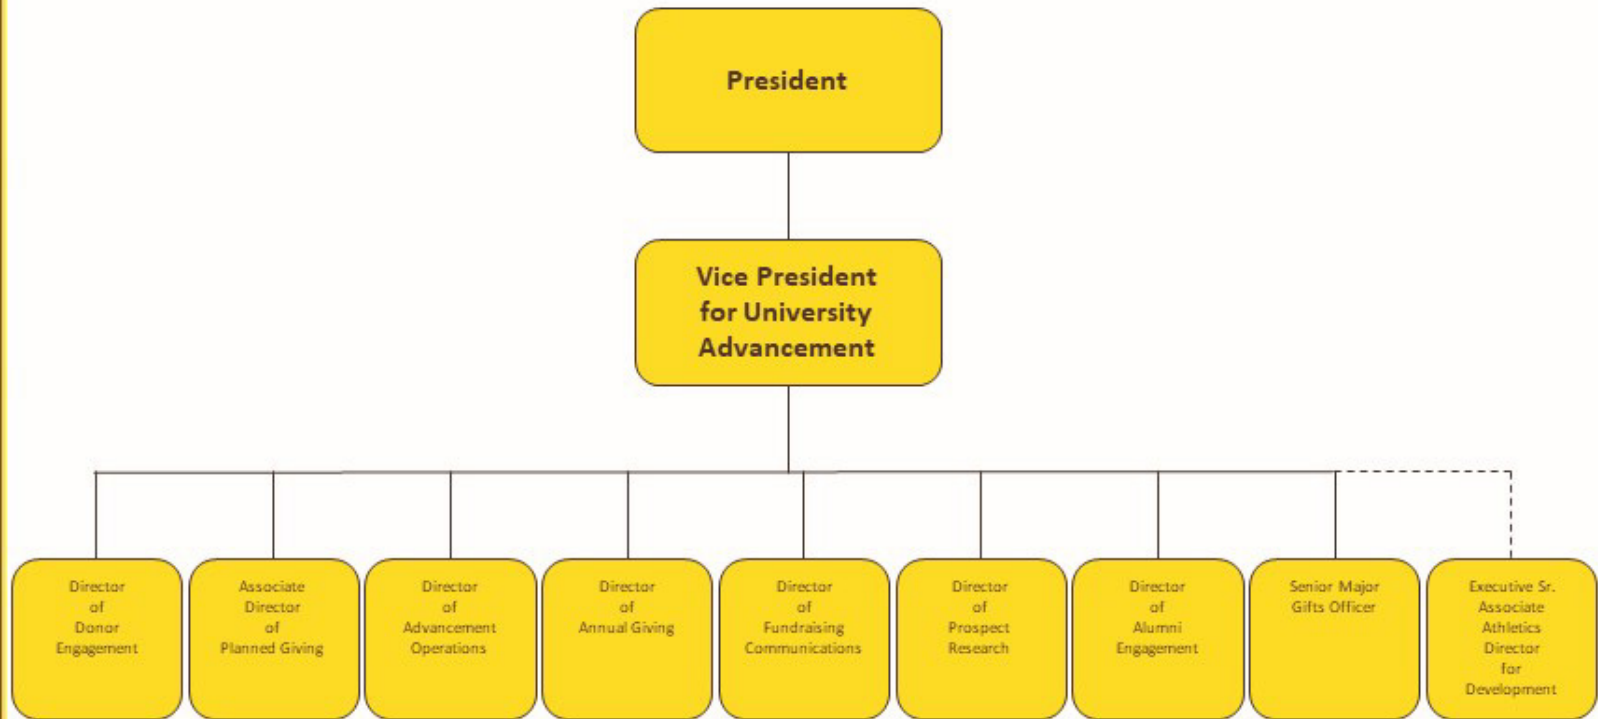 President
Vice President
for University
Advancement
Director
of
Donor
Engagement
Associate
Director
of
Planned Giving
Director
of
Advancement
Operations
Director
of
Annual Giving
Director
of
Fundraising
Communications
Director
of
Prospect
Research
Director
of
Alumni
Engagement
Senior Major
Gifts Officer
Executive Sr.
Associate
Athletics
Director
for
Development